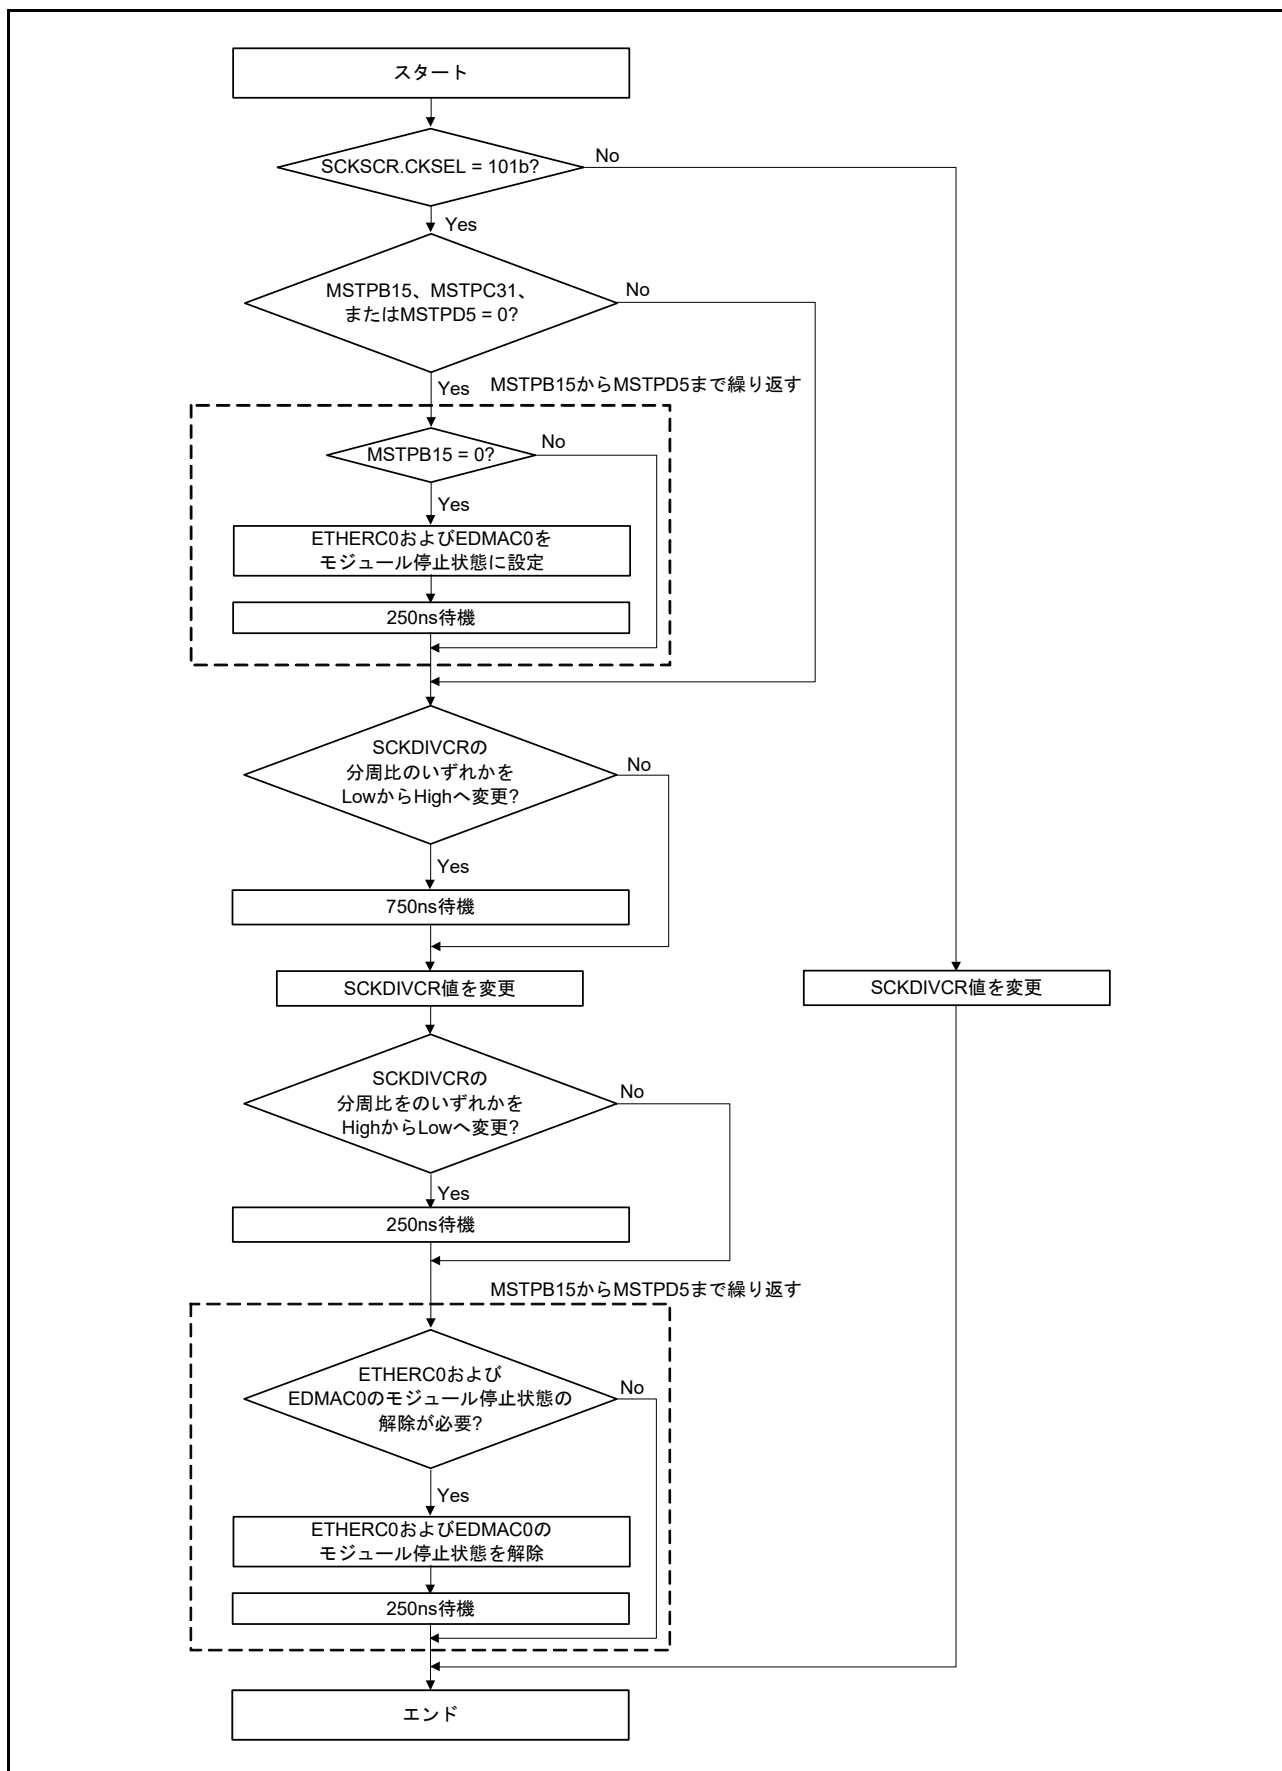 スタート
SCKSCR.CKSEL = 101b?
No
Yes
MSTPB15、MSTPC31、
またはMSTPD5 = 0?
No
Yes
MSTPB15からMSTPD5まで繰り返す
MSTPB15 = 0?
No
Yes
ETHERC0およびEDMAC0を
モジュール停止状態に設定
250ns待機
SCKDIVCRの
分周比のいずれかを
LowからHighへ変更?
No
Yes
750ns待機
SCKDIVCR値を変更
SCKDIVCR値を変更
SCKDIVCRの
分周比をのいずれかを
HighからLowへ変更?
No
Yes
250ns待機
MSTPB15からMSTPD5まで繰り返す
ETHERC0および
EDMAC0のモジュール停止状態の
解除が必要?
No
Yes
ETHERC0およびEDMAC0の
モジュール停止状態を解除
250ns待機
エンド